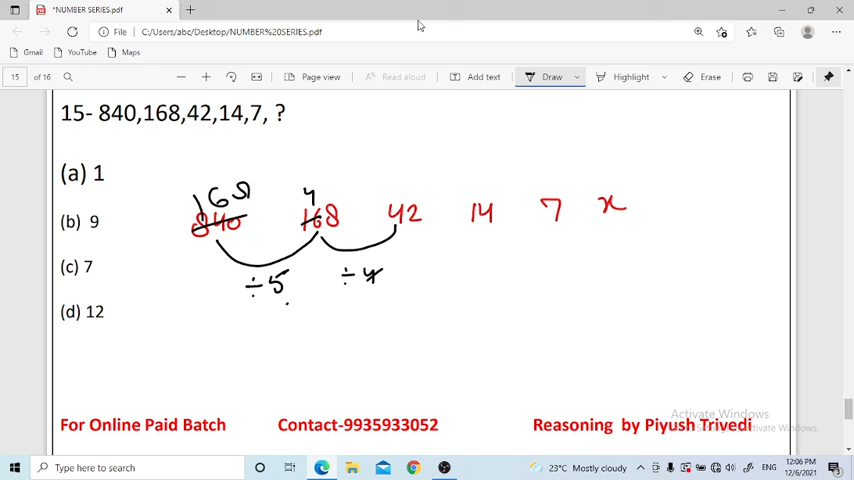 *NUMBER SERIES.pdf
File C:/Users/abc/Desktop/NUMBER%20SERIES.pdf
Gmail YouTube Maps
15 of 16 Page view Read aloud Add text Draw Highlight Erase
15- 840,168,42,14,7, ?
(a) 1
168 4
840 168 42 14 7 x
(b) 9
(c) 7
÷5 ÷4
(d) 12
Activate Windows
For Online Paid Batch Contact-9935933052 Reasoning by Piyush Trivedi
Type here to search 23°C Mostly cloudy ENG 12:06 PM
12/6/2021